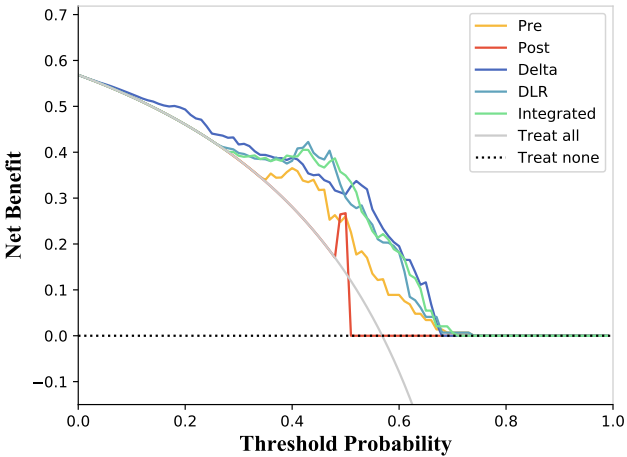 0.7
0.6
0.5
0.4
0.3
0.2
0.1
0.0
−0.1
Net Benefit
Pre
Post
Delta
DLR
Integrated
Treat all
Treat none
0.0 0.2 0.4 0.6 0.8 1.0
Threshold Probability